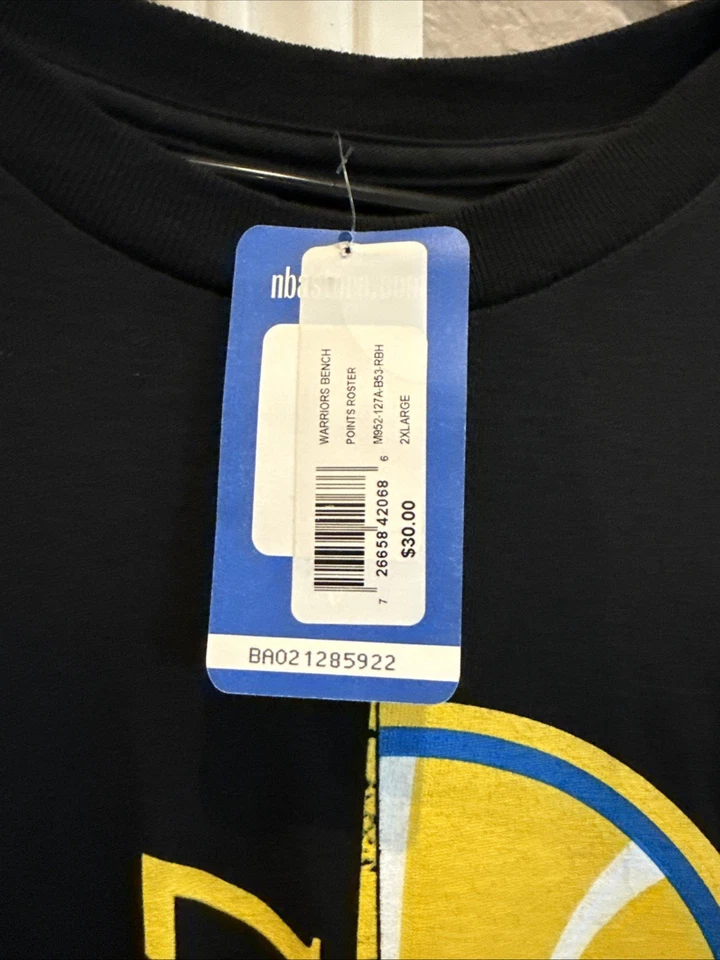 nbastore.com
WARRIORS BENCH
POINTS ROSTER
M952-127A-B53-RBH
2XLARGE
7 26658 42068 6
$30.00
BA021285922